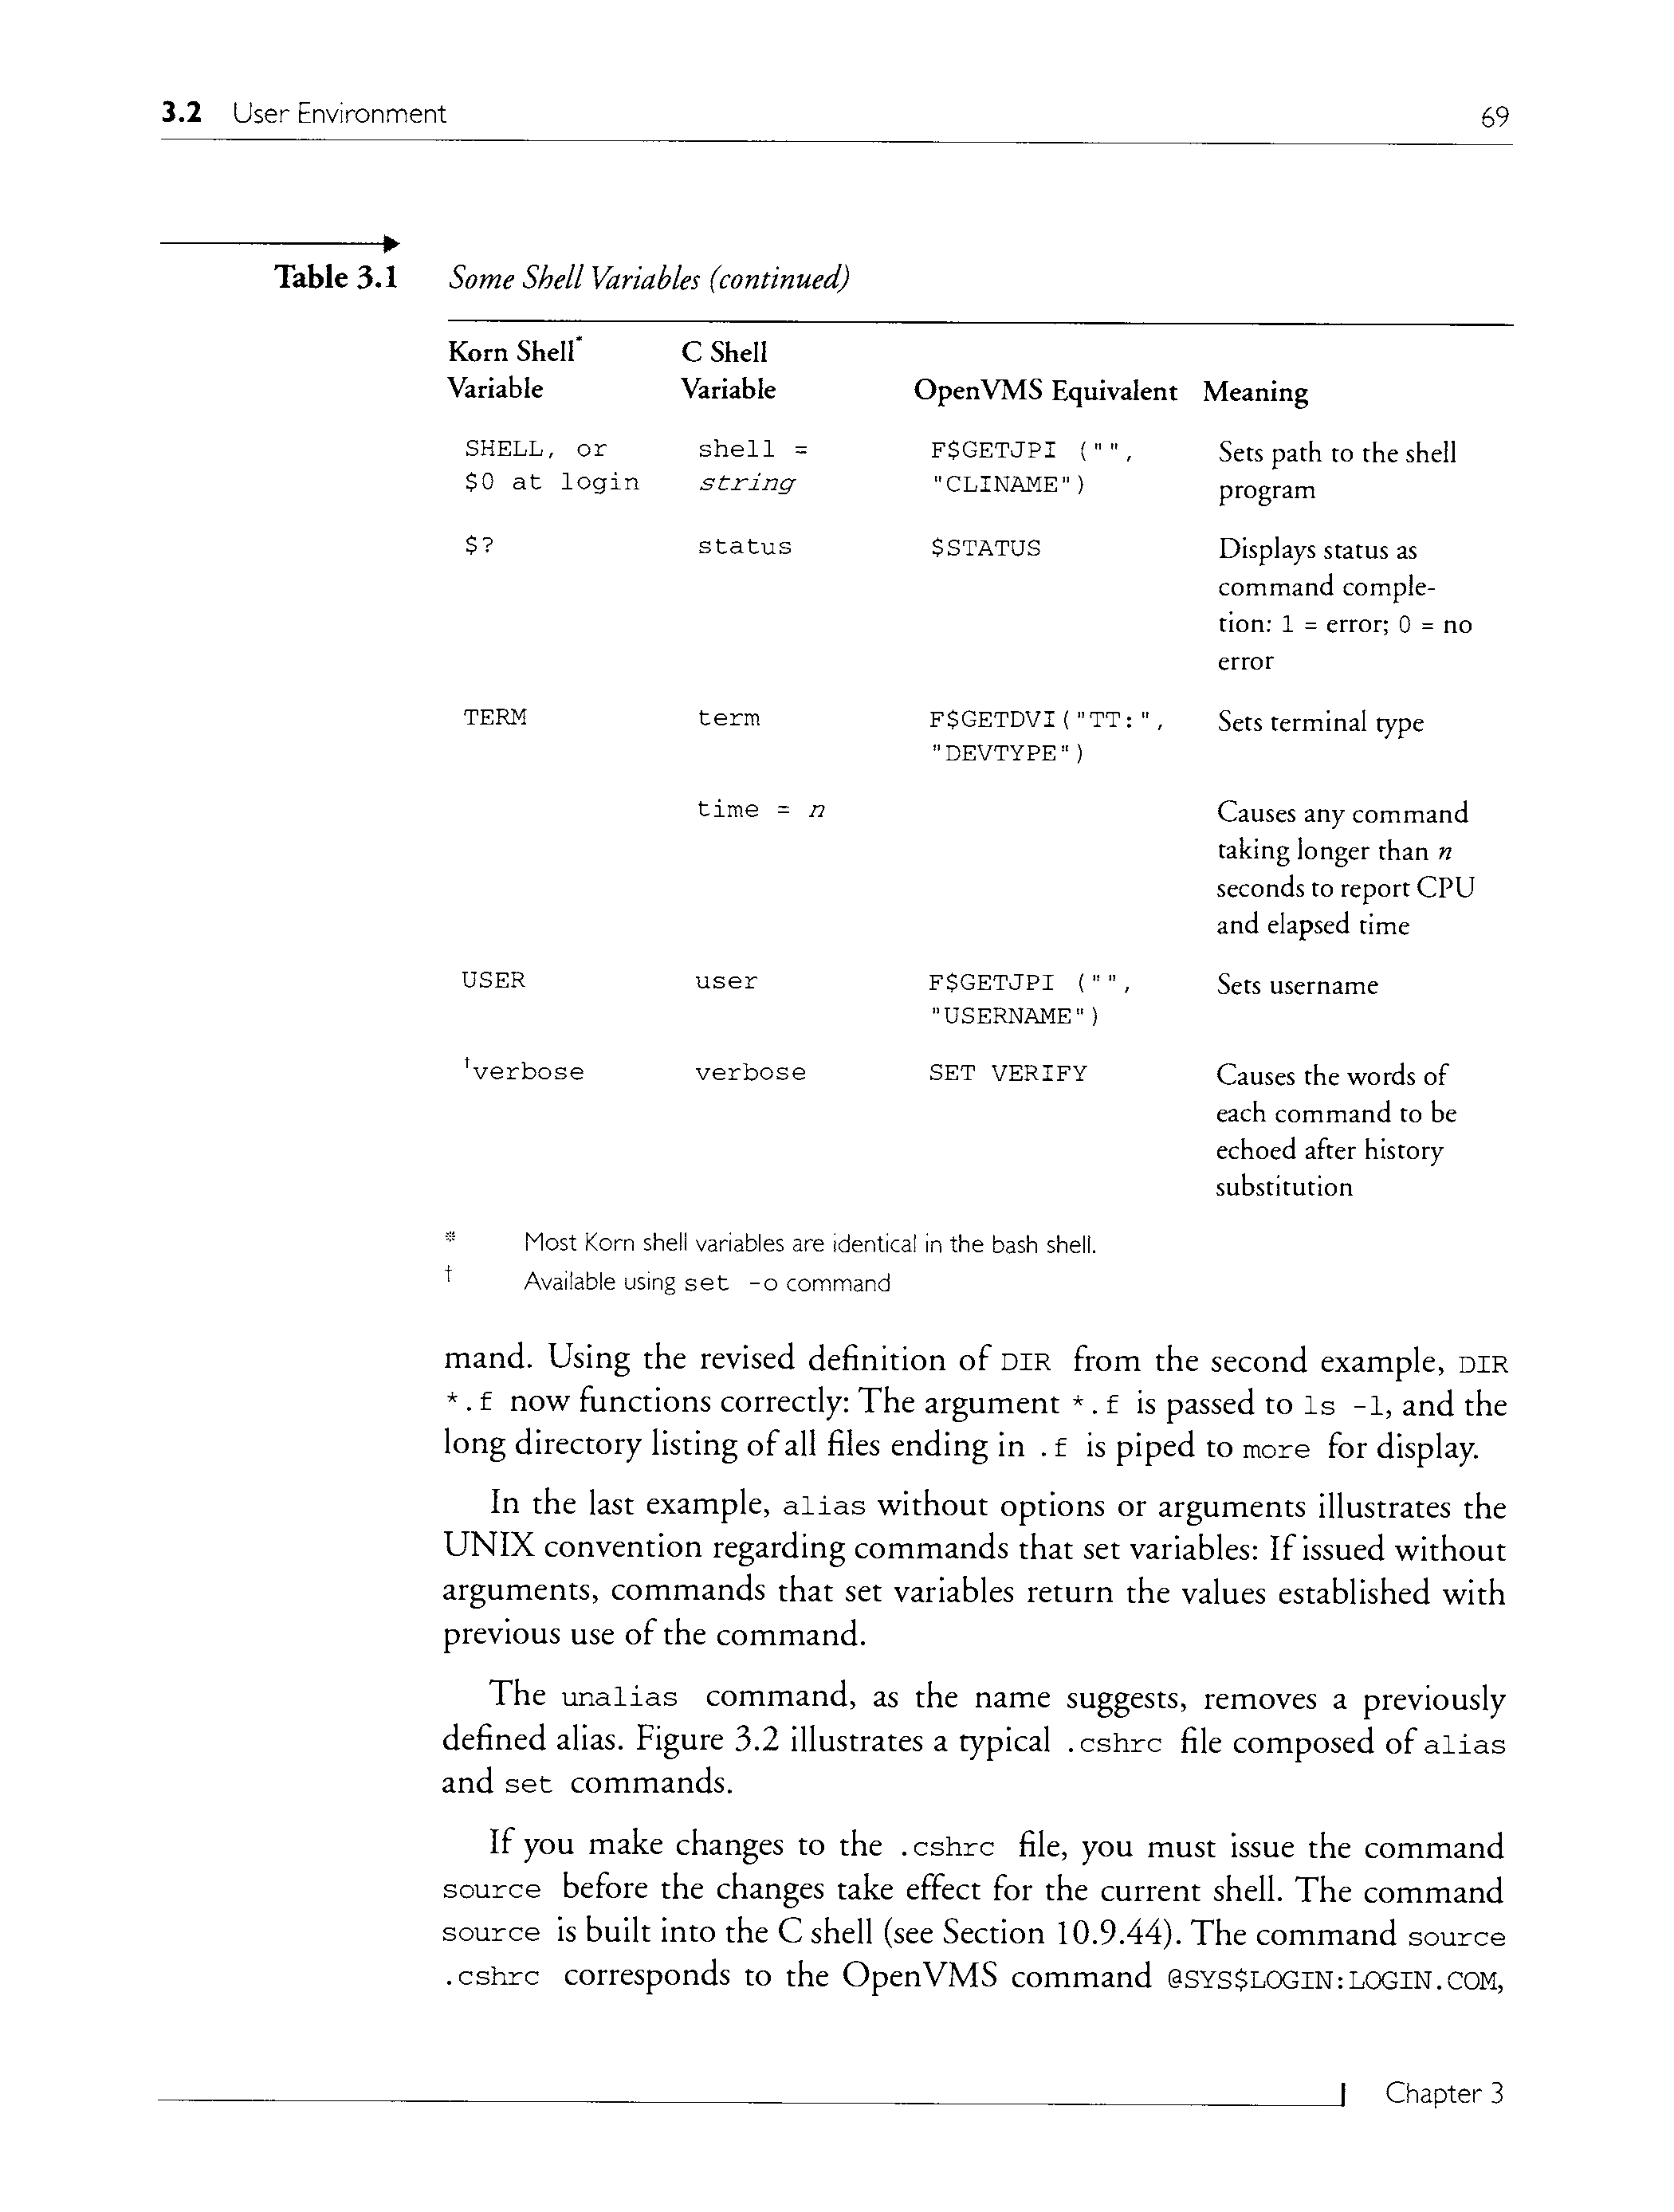 3.2 User Environment 69
Table 3.1 Some Shell Variables (continued)
Korn Shell* C Shell
Variable Variable OpenVMS Equivalent Meaning
SHELL, or shell = F$GETJPI ("", Sets path to the shell
$0 at login string "CLINAME") program
$? status $STATUS Displays status as
command comple-
tion: 1 = error; 0 = no
error
TERM term F$GETDVI("TT:", Sets terminal type
"DEVTYPE")
time = n Causes any command
taking longer than n
seconds to report CPU
and elapsed time
USER user F$GETJPI ("", Sets username
"USERNAME")
†verbose verbose SET VERIFY Causes the words of
each command to be
echoed after history
substitution
* Most Korn shell variables are identical in the bash shell.
† Available using set -o command
mand. Using the revised definition of DIR from the second example, DIR
*.f now functions correctly: The argument *.f is passed to ls -l, and the
long directory listing of all files ending in .f is piped to more for display.
In the last example, alias without options or arguments illustrates the
UNIX convention regarding commands that set variables: If issued without
arguments, commands that set variables return the values established with
previous use of the command.
The unalias command, as the name suggests, removes a previously
defined alias. Figure 3.2 illustrates a typical .cshrc file composed of alias
and set commands.
If you make changes to the .cshrc file, you must issue the command
source before the changes take effect for the current shell. The command
source is built into the C shell (see Section 10.9.44). The command source
.cshrc corresponds to the OpenVMS command @SYS$LOGIN:LOGIN.COM,
Chapter 3